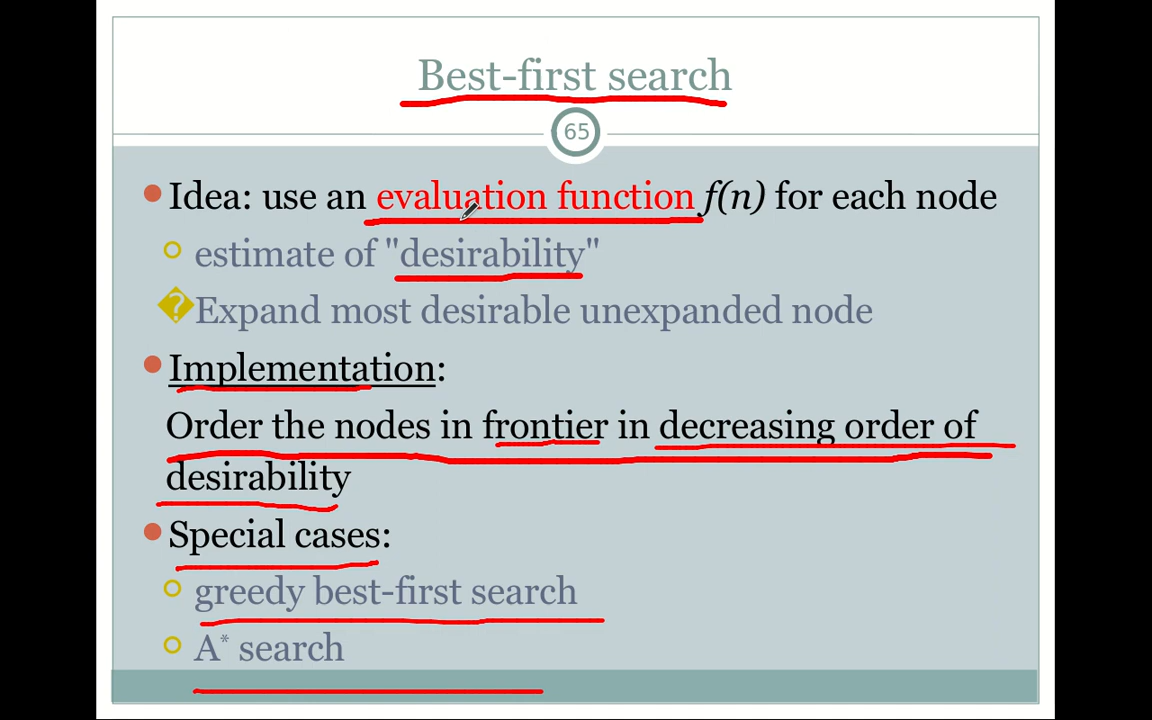 Best-first search
65
Idea: use an evaluation function f(n) for each node
estimate of "desirability"
�Expand most desirable unexpanded node
Implementation:
Order the nodes in frontier in decreasing order of
desirability
Special cases:
greedy best-first search
A* search